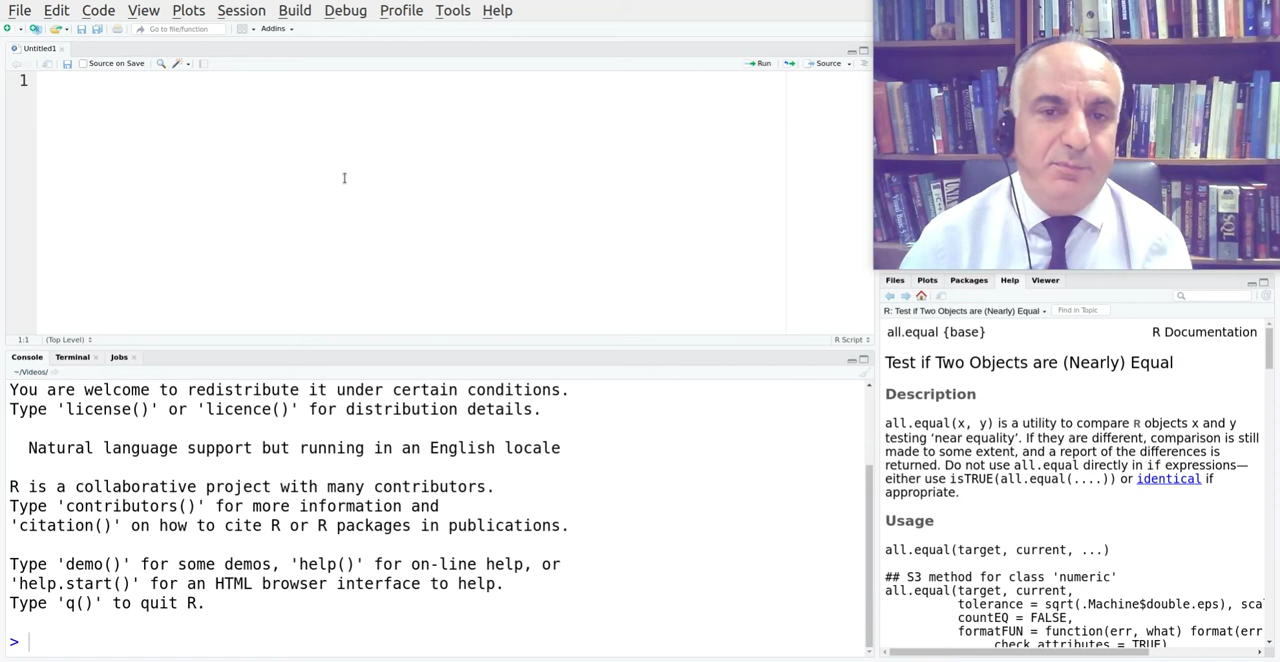 File Edit Code View Plots Session Build Debug Profile Tools Help
Go to file/function Addins
Untitled1
Source on Save Run Source
1
1:1 (Top Level) R Script
Console Terminal Jobs
~/Videos/
You are welcome to redistribute it under certain conditions.
Type 'license()' or 'licence()' for distribution details.
Natural language support but running in an English locale
R is a collaborative project with many contributors.
Type 'contributors()' for more information and
'citation()' on how to cite R or R packages in publications.
Type 'demo()' for some demos, 'help()' for on-line help, or
'help.start()' for an HTML browser interface to help.
Type 'q()' to quit R.
>
SQL
Files Plots Packages Help Viewer
R: Test if Two Objects are (Nearly) Equal Find in Topic
all.equal {base} R Documentation
Test if Two Objects are (Nearly) Equal
Description
all.equal(x, y) is a utility to compare R objects x and y
testing ‘near equality’. If they are different, comparison is still
made to some extent, and a report of the differences is
returned. Do not use all.equal directly in if expressions—
either use isTRUE(all.equal(....)) or identical if
appropriate.
Usage
all.equal(target, current, ...)
## S3 method for class 'numeric'
all.equal(target, current,
tolerance = sqrt(.Machine$double.eps), scal
countEQ = FALSE,
formatFUN = function(err, what) format(err
check.attributes = TRUE)